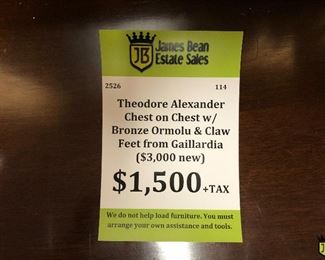 JB
James Bean
Estate Sales
2526 114
Theodore Alexander
Chest on Chest w/
Bronze Ormolu & Claw
Feet from Gaillardia
($3,000 new)
$1,500 +TAX
We do not help load furniture. You must
arrange your own assistance and tools.